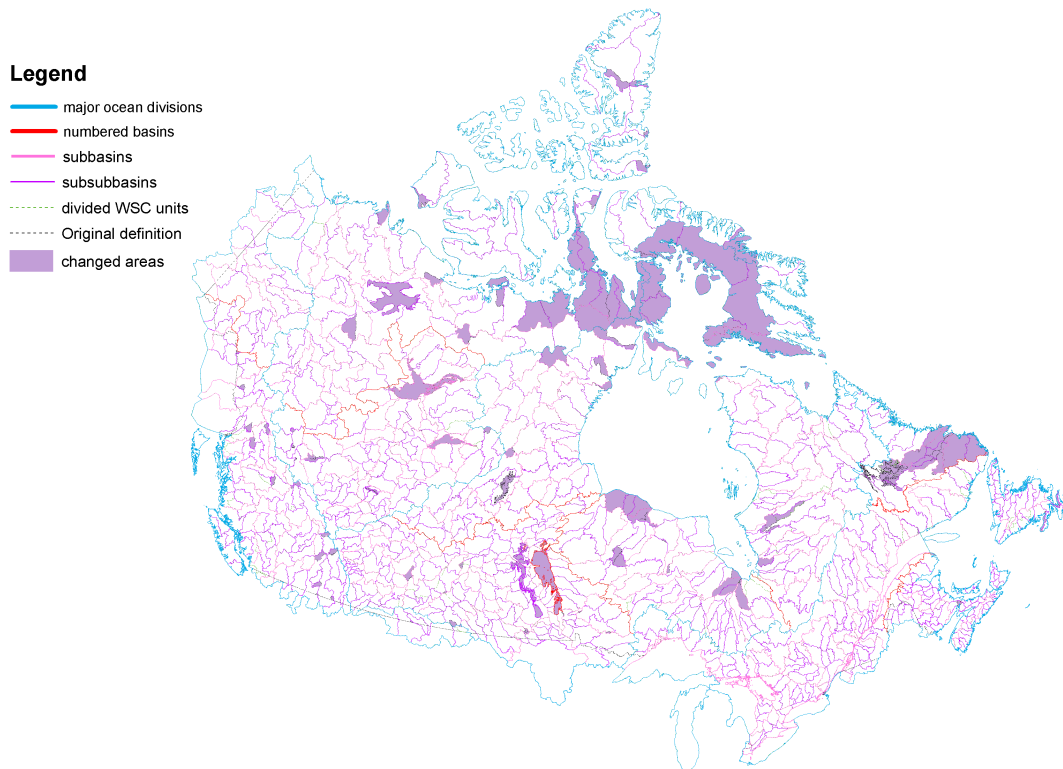 Legend
major ocean divisions
numbered basins
subbasins
subsubbasins
divided WSC units
Original definition
changed areas